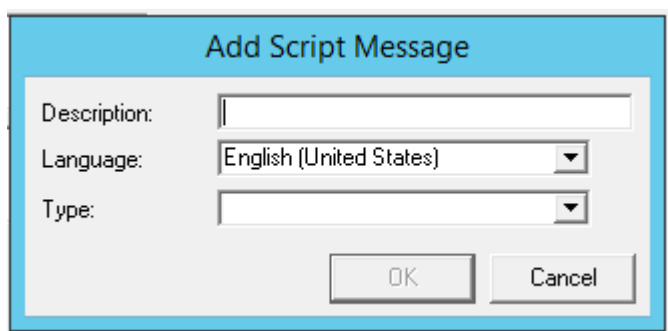 Add Script Message
Description:
Language: English (United States)
Type:
OK Cancel